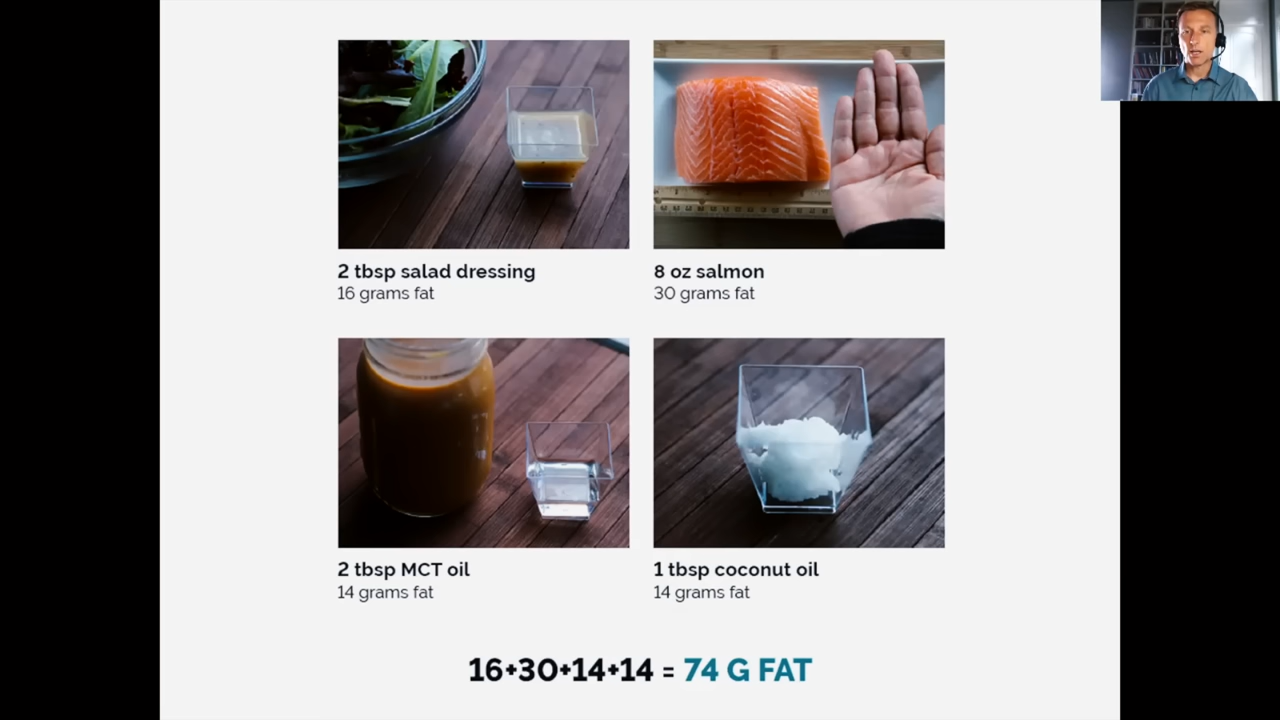 2 tbsp salad dressing
16 grams fat
8 oz salmon
30 grams fat
2 tbsp MCT oil
14 grams fat
1 tbsp coconut oil
14 grams fat
16+30+14+14 = 74 G FAT